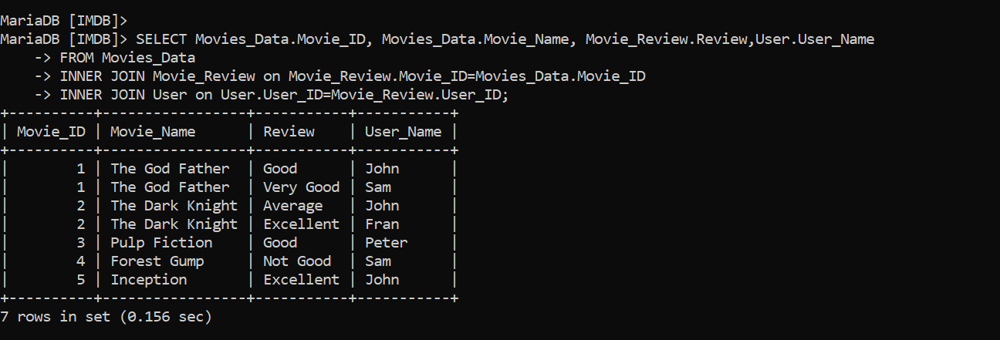 MariaDB [IMDB]>
MariaDB [IMDB]> SELECT Movies_Data.Movie_ID, Movies_Data.Movie_Name, Movie_Review.Review,User.User_Name
    -> FROM Movies_Data
    -> INNER JOIN Movie_Review on Movie_Review.Movie_ID=Movies_Data.Movie_ID
    -> INNER JOIN User on User.User_ID=Movie_Review.User_ID;
+----------+-----------------+-----------+-----------+
| Movie_ID | Movie_Name      | Review    | User_Name |
+----------+-----------------+-----------+-----------+
|        1 | The God Father  | Good      | John      |
|        1 | The God Father  | Very Good | Sam       |
|        2 | The Dark Knight | Average   | John      |
|        2 | The Dark Knight | Excellent | Fran      |
|        3 | Pulp Fiction    | Good      | Peter     |
|        4 | Forest Gump     | Not Good  | Sam       |
|        5 | Inception       | Excellent | John      |
+----------+-----------------+-----------+-----------+
7 rows in set (0.156 sec)